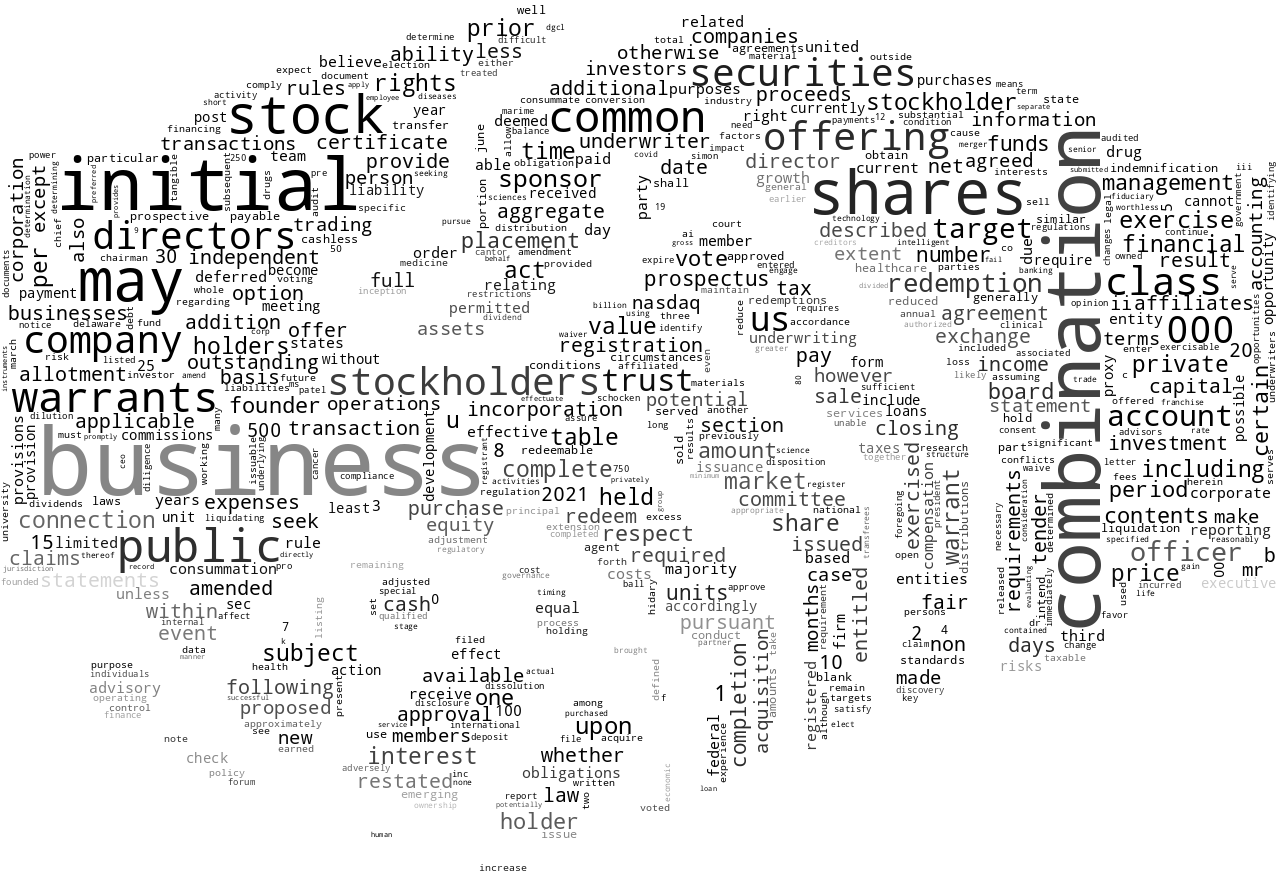 well
prior dgcl
related
determine difficult
companies
ability less
total agreements united
otherwise material
believe election either outside
expect document treated
investors securities purchases means
rules apply rights
comply
additional purposes
proceeds
term
activity employee diseases
short
consummate conversion industry
currently stockholder state
separate
post stock year
marime
deemed common
need right payments 12 substantial
information
financing transfer
balance
factors offering condition
cause
transactions certificate
june allow time underwriter
impact
merger funds audited
power particular 250 team provide
able obligation paid covid simon date
director obtain current net agreed
senior drug iii
initial pre person seeking
sponsor
growth
interests
submitted indemnification
corporation except determining preferred provides tangible subsequent drugs audit liability
portion sciences received
shall
general
shares
management
government identifying
specific
aggregate party 19
earlier
sell
fiduciary cannot
worthless 5
per also chief determination
prospective 9 payable trading
pursue distribution day
court
technology
described intelligent target similar regulations
exercise
continue
directors cashless
placement cantor amendment
ai member
gross
creditors
number co fail due
changes legal
financial accounting
chairman 30 independent 50
order behalf
expire vote approved
extent parties
require
owned result
documents
deferred become
medicine act provided
entered engage
healthcare banking
opportunity serve
may whole voting
full relating
prospectus tax
divided redemption combination class
payment regarding option
inception restrictions
maintain
generally opinion
businesses debt meeting
permitted
billion nasdaq
redemptions reduced
ii affiliates
notice delaware fund
dividend
using three us requires
annual agreement
entity exercisable
opportunities
addition offer
assets value identify
reduce accordance
authorized clinical
000
company corp
waiver
underwriting
exchange
terms enter 20
underwriters
holders states
registration
greater
included
march risk listed
outstanding without
circumstances even
pay form
associated
proxy private
instruments
allotment 25 investor amend
basis future
conditions affiliated
80 however
loss income
c
liabilities ms
stockholders trust materials
sufficient
likely assuming
trade capital possible certain
warrants patel
effectuate schocken
potential
sale include
board
offered franchise
dilution many
founder operations
incorporation
served another
services loans
statement
account
applicable
u assure
long section
unable closing
hold
advisors rate
must promptly commissions
500 transaction
effective table
previously
consent significant
investment
provisions provision
business
ceo diligence working issuable underlying cancer
development registrant
8 redeemable
sold results amount science
taxes
together
research
structure
part conflicts
waive
letter
including
compliance
complete 750
issuance disposition
exercised
fees herein
serves
university
activities privately
market register
period corporate
dividends laws years expenses
least 3
regulation 2021 held
minimum
committee
appropriate
foregoing compensation president warrant distributions
requirements consideration tender determined
connection unit liquidating seek
purchase principal
redeem group excess
national
share transferees
contents make
equity extension
necessary
liquidation reporting
15 limited public rule
adjustment completed respect
issued
specified reasonably
claims thereof
directly
regulatory
agent
required
based
open
officer b
jurisdiction record consummation pro
remaining
forth
majority
case
entities
released evaluating intend immediately
price gain 000 mr
founded statements
amended
cost governance costs
units approve
entitled
incurred
executive
unless
adjusted special
ball
hidary accordingly
months requirement firm
fair
used life
within sec
set cash 0
timing
persons
dr
favor
internal affect
qualified
equal
pursuant
2 4
contained third
event 7
listing stage
process
holding
conduct
claim non
days change
data k
filed
brought partner
completion acquisition take amounts
standards
taxable
manner subject
effect
10
risks
purpose health action
available actual
defined
blank made
individuals
dissolution
1
remain discovery
advisory following present
receive one
f
registered although targets key
operating successful
disclosure
satisfy
control proposed
approval 100
among
elect
finance
purchased
approximately
service international upon
federal experience
note see new
use members deposit
file acquire
earned
interest whether
check
adversely
economic
policy
inc obligations
forum
restated none
written
loan
emerging
report law two
ownership
potentially
voted
holder
human
issue
increase